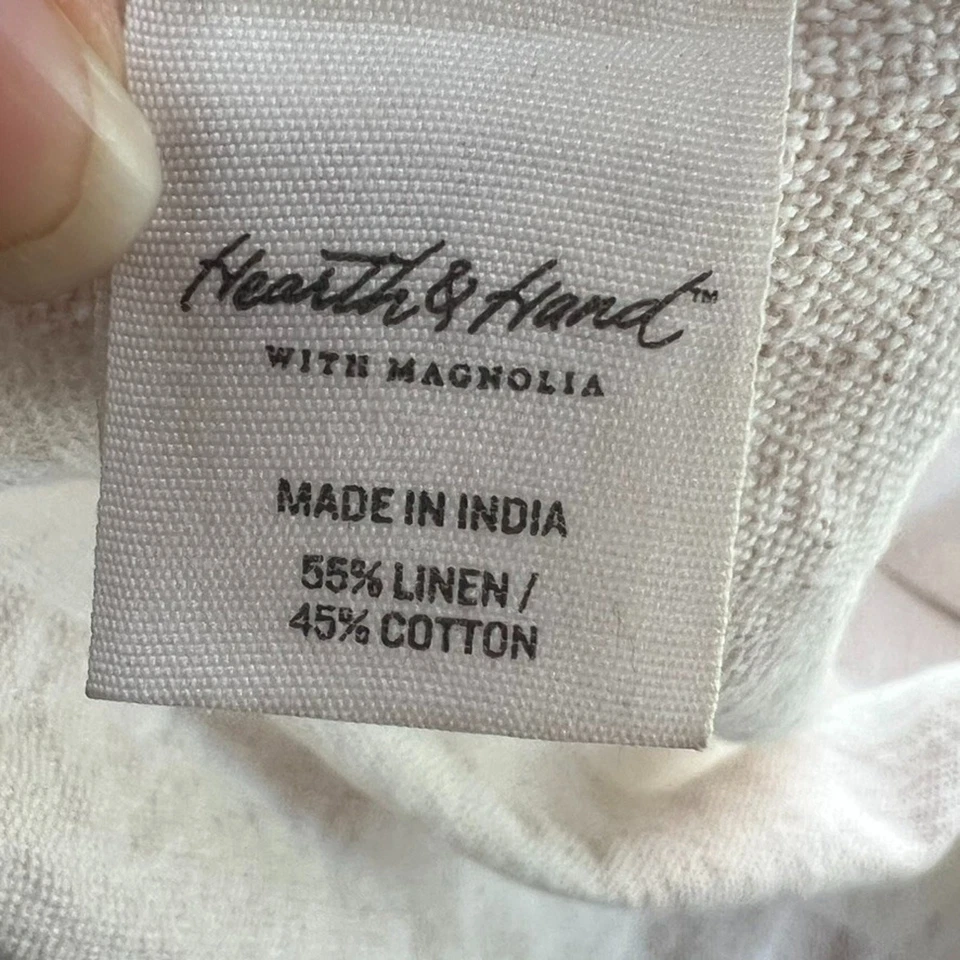 Hearth & Hand™
WITH MAGNOLIA
MADE IN INDIA
55% LINEN /
45% COTTON